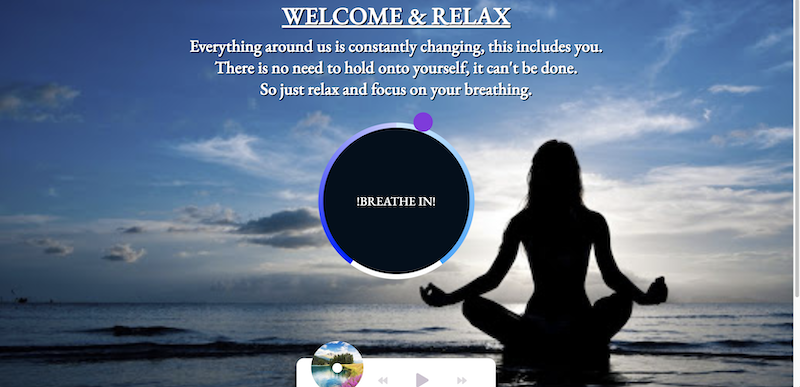 WELCOME & RELAX
Everything around us is constantly changing, this includes you.
There is no need to hold onto yourself, it can't be done.
So just relax and focus on your breathing.
!BREATHE IN!